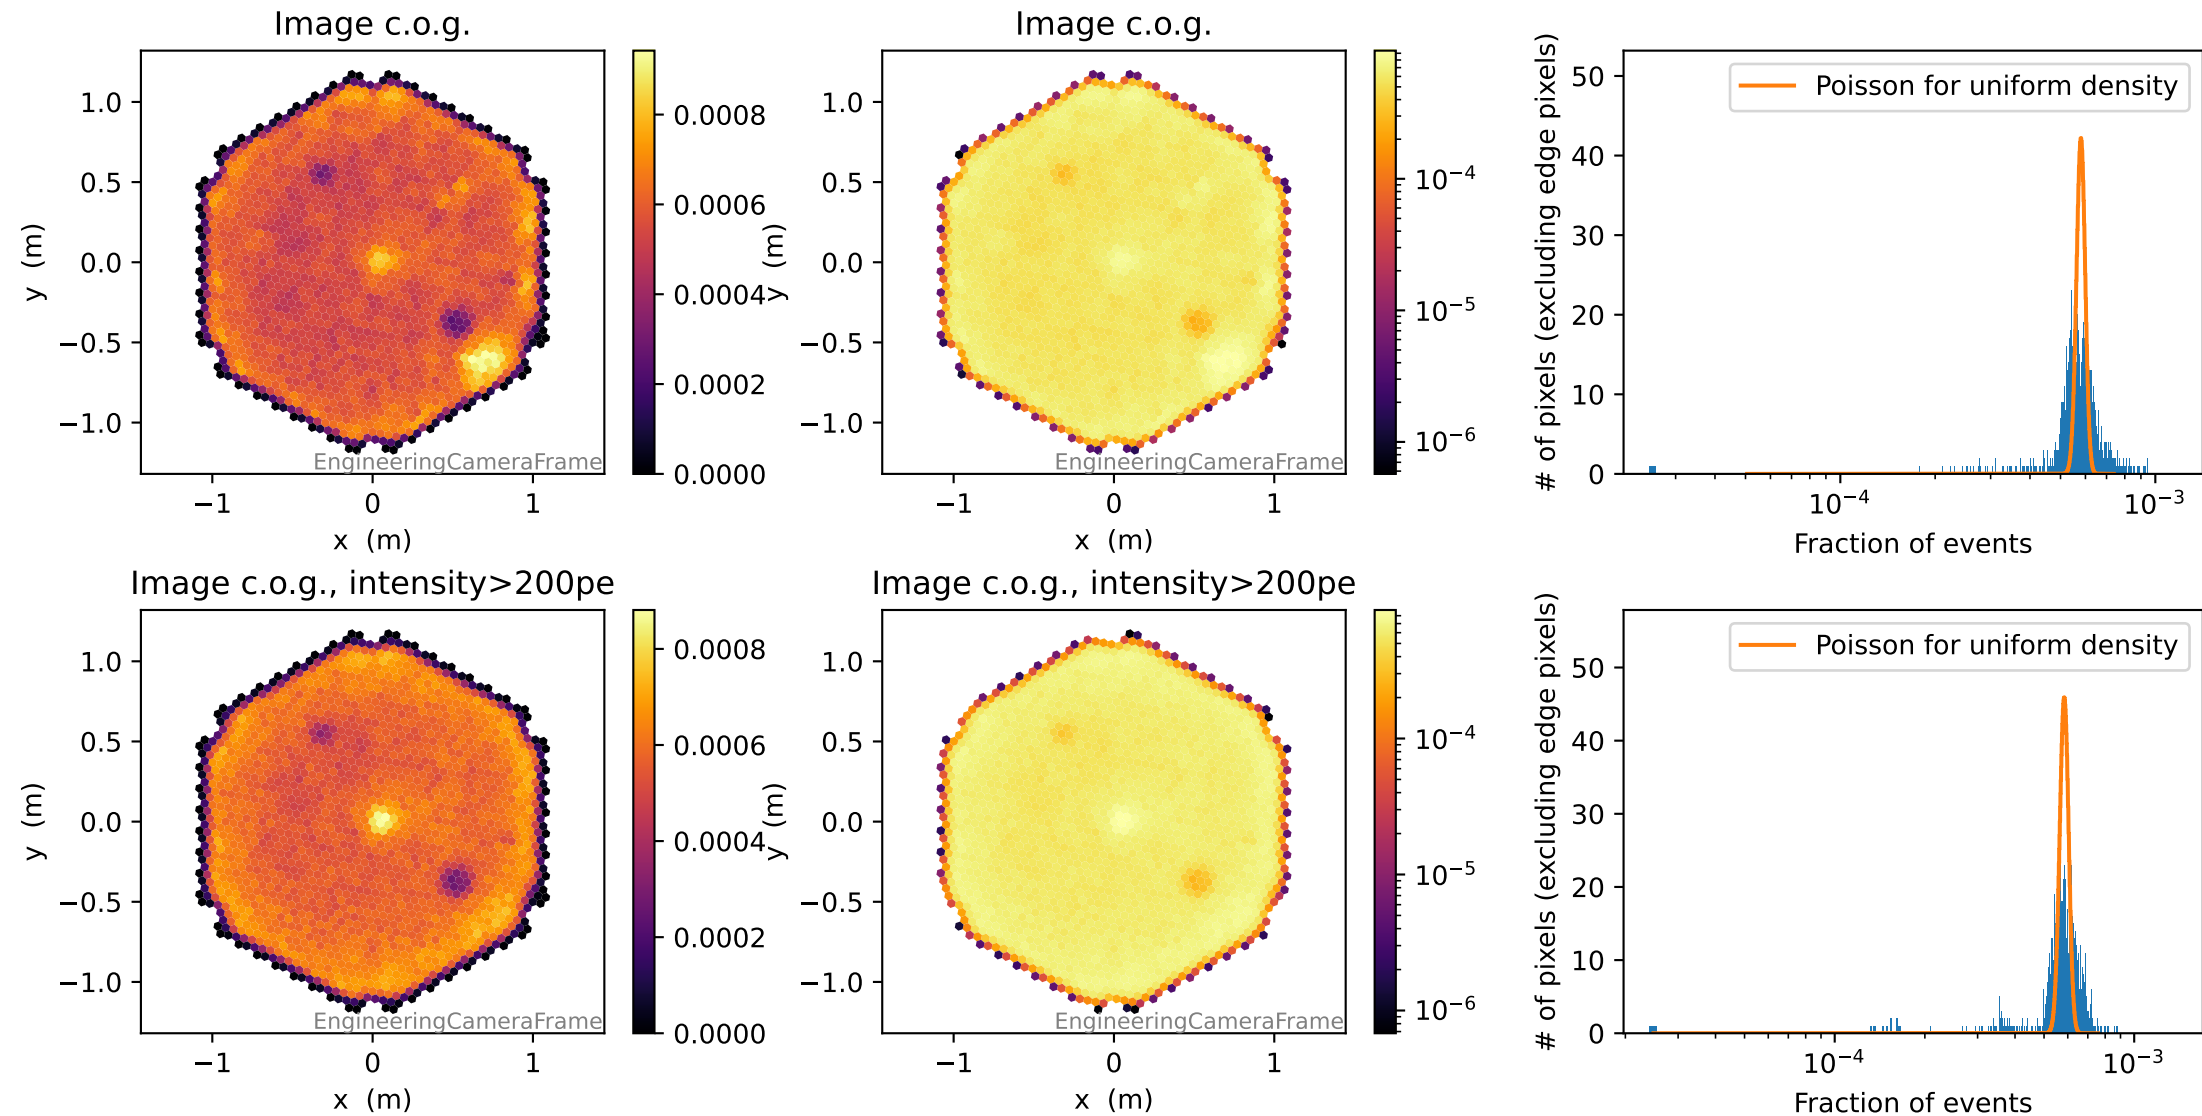 Image c.o.g.
1.0
0.5
0.0
−0.5
−1.0
y (m)
−1
0
1
x (m)
EngineeringCameraFrame
0.0008
0.0006
0.0004
0.0002
0.0000
Image c.o.g.
1.0
0.5
0.0
−0.5
−1.0
y (m)
−1
0
1
x (m)
EngineeringCameraFrame
10⁻⁴
10⁻⁵
10⁻⁶
Poisson for uniform density
50
40
30
20
10
0
# of pixels (excluding edge pixels)
10⁻⁴
10⁻³
Fraction of events
Image c.o.g., intensity>200pe
1.0
0.5
0.0
−0.5
−1.0
y (m)
−1
0
1
x (m)
EngineeringCameraFrame
0.0008
0.0006
0.0004
0.0002
0.0000
Image c.o.g., intensity>200pe
1.0
0.5
0.0
−0.5
−1.0
y (m)
−1
0
1
x (m)
EngineeringCameraFrame
10⁻⁴
10⁻⁵
10⁻⁶
Poisson for uniform density
50
40
30
20
10
0
# of pixels (excluding edge pixels)
10⁻⁴
10⁻³
Fraction of events